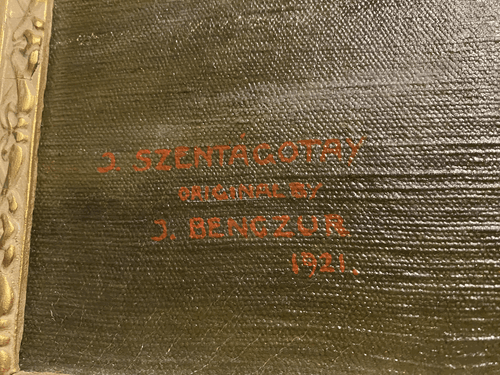 J. SZENTÁGOTAY
ORIGINAL BY
J. BENCZUR
1921.